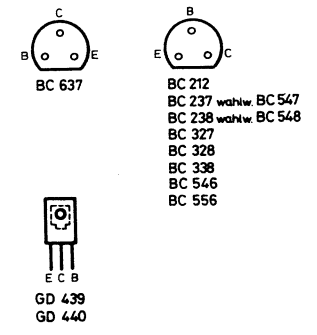 C
B E
BC 637
B
E C
BC 212
BC 237 wahlw. BC 547
BC 238 wahlw. BC 548
BC 327
BC 328
BC 338
BC 546
BC 556
E C B
GD 439
GD 440